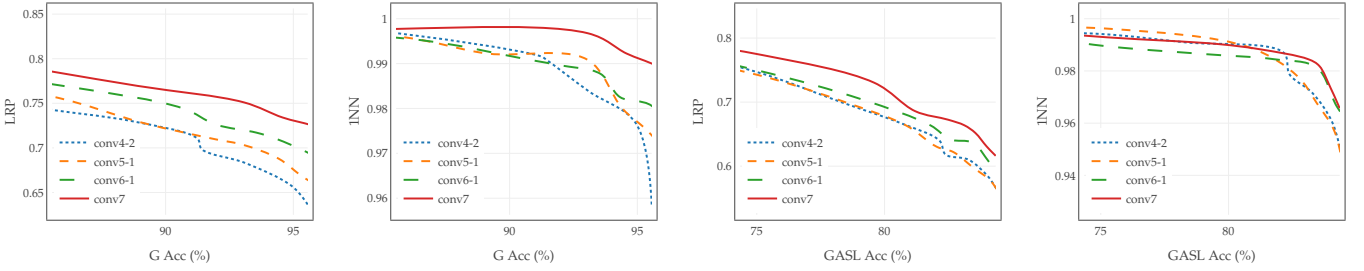 0.85
0.8
0.75
0.7
0.65
LRP
conv4-2
conv5-1
conv6-1
conv7
90
95
G Acc (%)
1
0.99
0.98
0.97
0.96
1NN
conv4-2
conv5-1
conv6-1
conv7
90
95
G Acc (%)
0.8
0.7
0.6
LRP
conv4-2
conv5-1
conv6-1
conv7
75
80
GASL Acc (%)
1
0.98
0.96
0.94
1NN
conv4-2
conv5-1
conv6-1
conv7
75
80
GASL Acc (%)